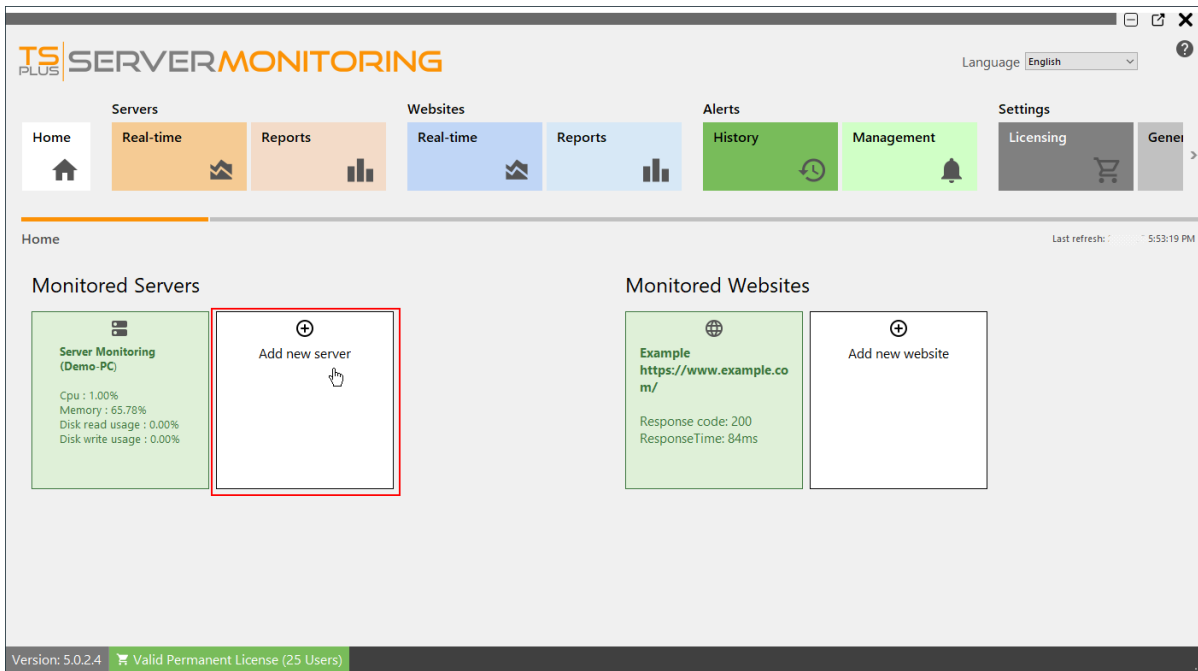 TS PLUS SERVERMONITORING
Language English
Servers
Websites
Alerts
Settings
Home
Real-time
Reports
Real-time
Reports
History
Management
Licensing
Gener
Home
Last refresh: 5:53:19 PM
Monitored Servers
Monitored Websites
Server Monitoring
(Demo-PC)
Cpu : 1.00%
Memory : 65.78%
Disk read usage : 0.00%
Disk write usage : 0.00%
Add new server
Example
https://www.example.co
m/
Response code: 200
ResponseTime: 84ms
Add new website
Version: 5.0.2.4
Valid Permanent License (25 Users)